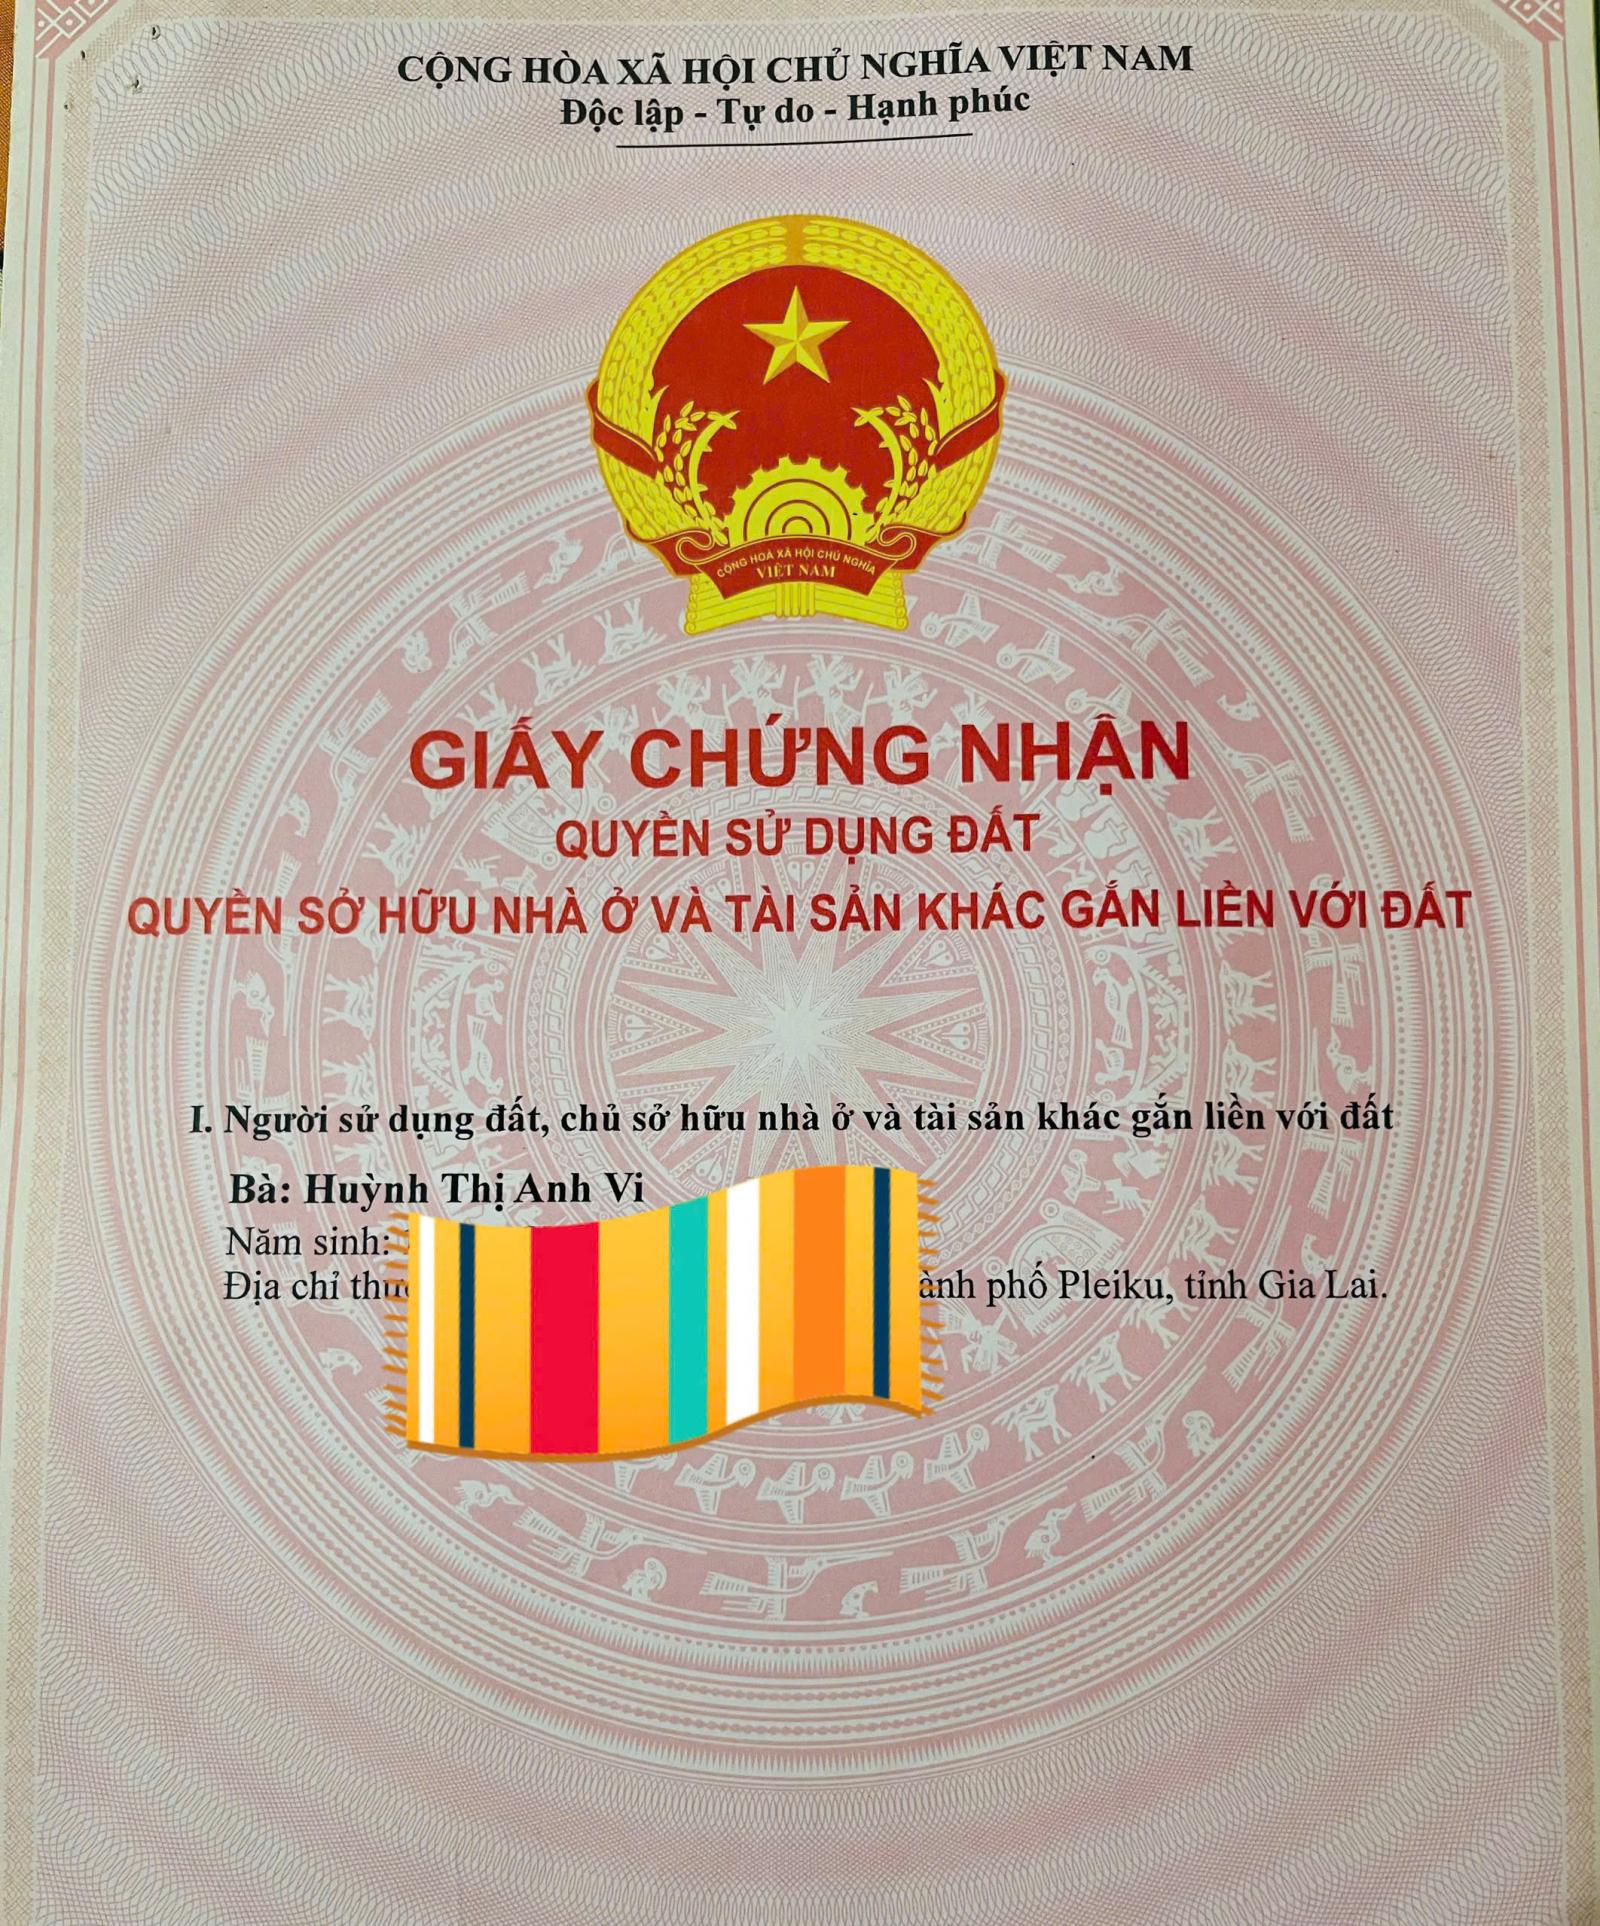 CỘNG HÒA XÃ HỘI CHỦ NGHĨA VIỆT NAM
Độc lập - Tự do - Hạnh phúc
CỘNG HOÀ XÃ HỘI CHỦ NGHĨA
VIỆT NAM
GIẤY CHỨNG NHẬN
QUYỀN SỬ DỤNG ĐẤT
QUYỀN SỞ HỮU NHÀ Ở VÀ TÀI SẢN KHÁC GẮN LIỀN VỚI ĐẤT
I. Người sử dụng đất, chủ sở hữu nhà ở và tài sản khác gắn liền với đất
Bà: Huỳnh Thị Anh Vi
Năm sinh:
Địa chỉ phố Pleiku, tỉnh Gia Lai.